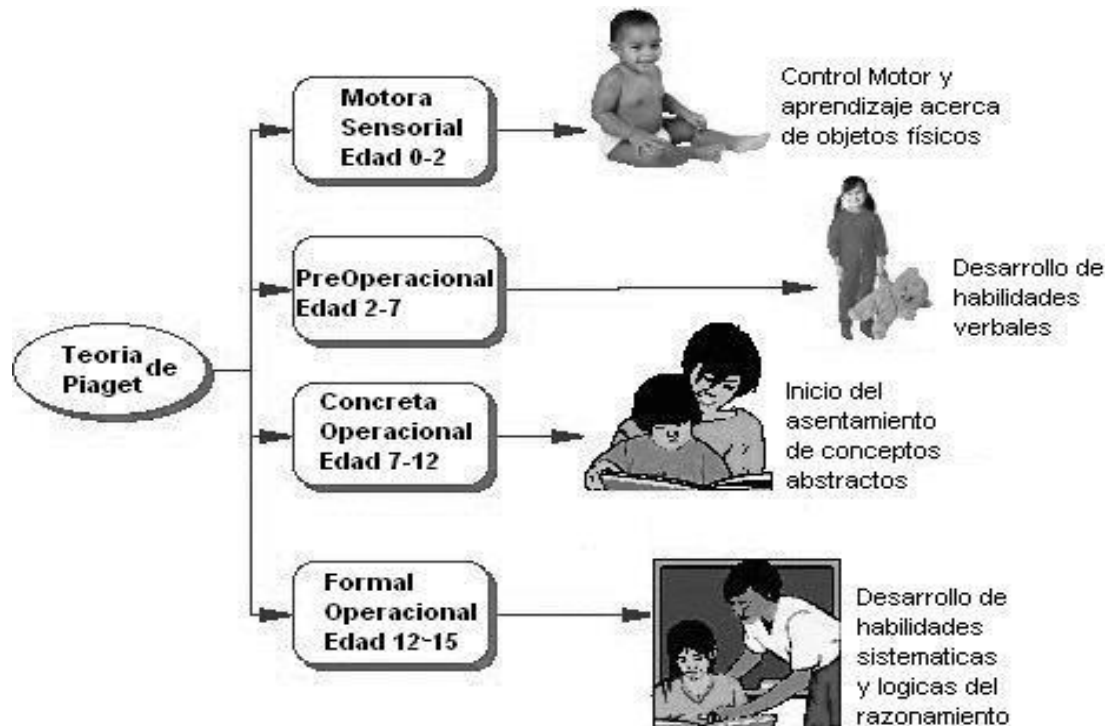 Motora
Sensorial
Edad 0-2
Control Motor y
aprendizaje acerca
de objetos físicos
PreOperacional
Edad 2-7
Desarrollo de
habilidades
verbales
Teoria de
Piaget
Concreta
Operacional
Edad 7-12
Inicio del
asentamiento
de conceptos
abstractos
Formal
Operacional
Edad 12~15
Desarrollo de
habilidades
sistematicas
y logicas del
razonamiento